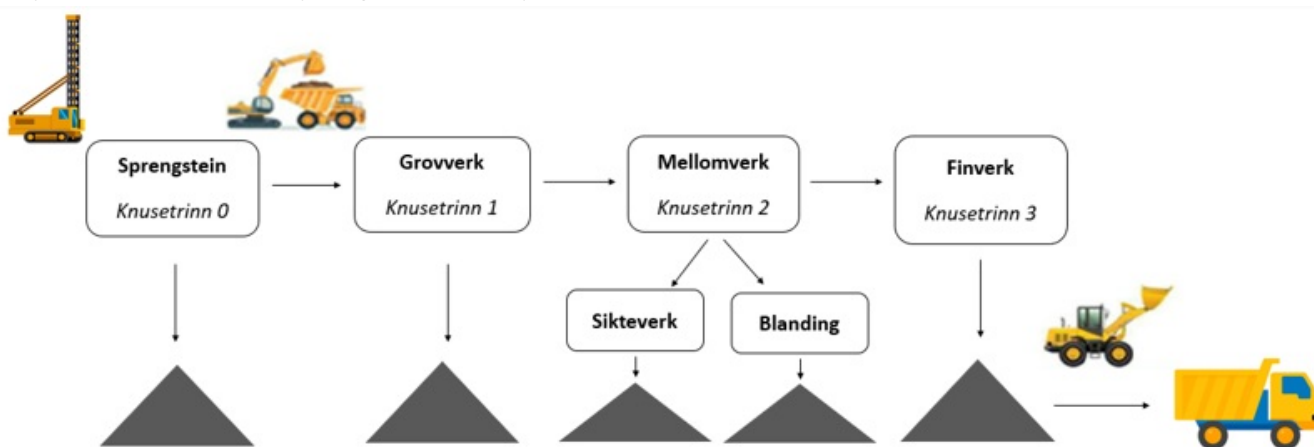 Sprengstein
Knusetrinn 0
Grovverk
Knusetrinn 1
Mellomverk
Knusetrinn 2
Finverk
Knusetrinn 3
Sikteverk
Blanding